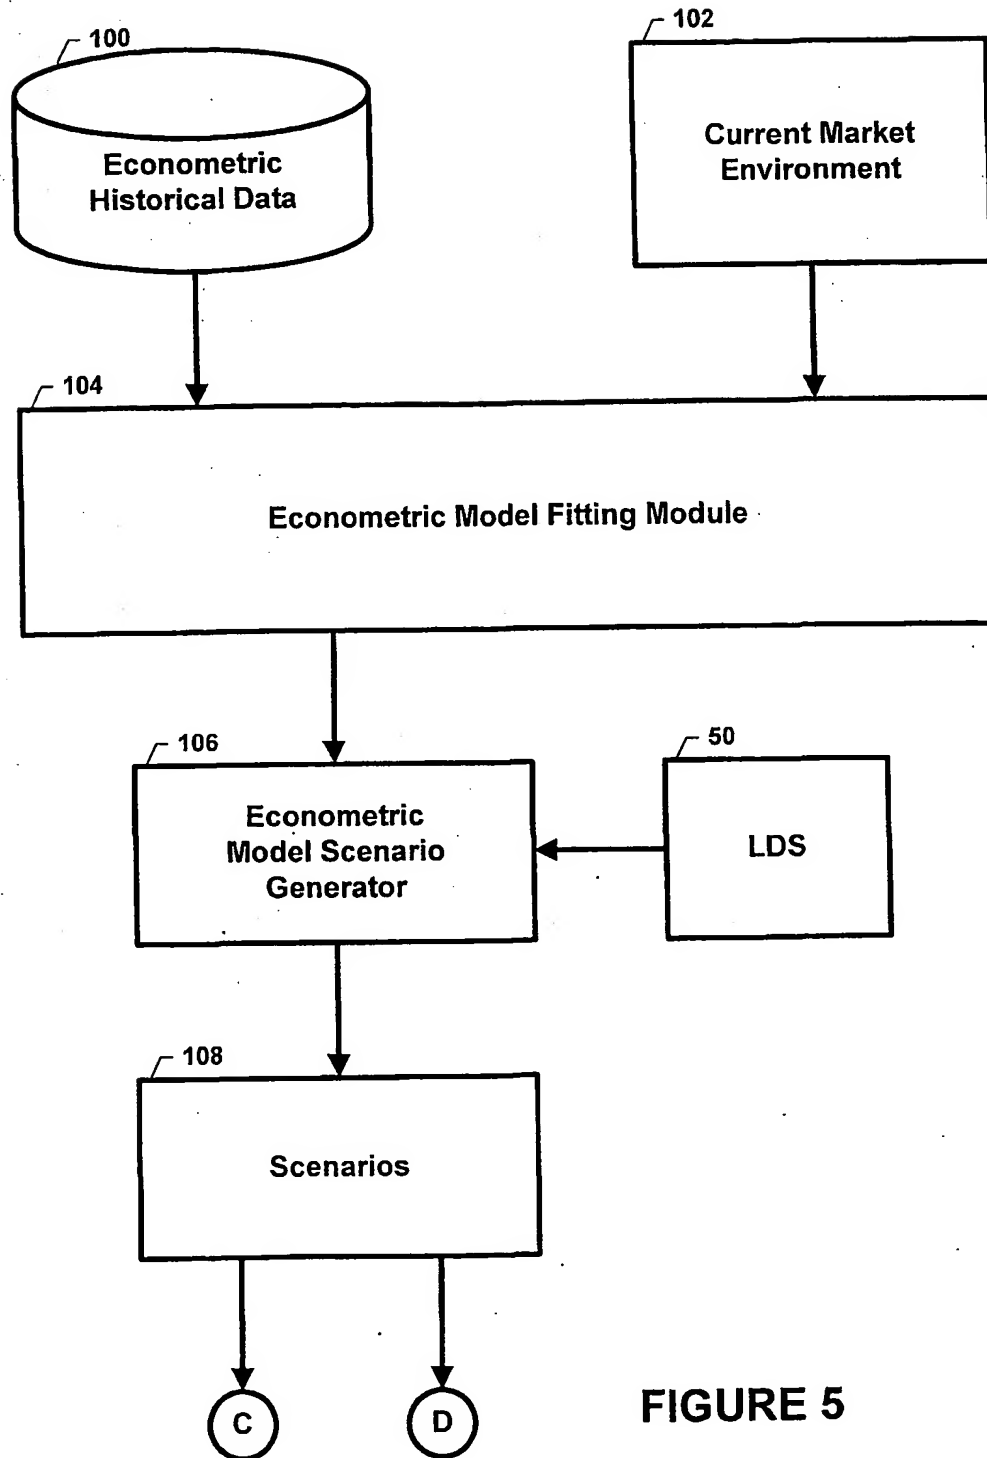 100
Econometric
Historical Data
102
Current Market
Environment
104
Econometric Model Fitting Module
106
Econometric
Model Scenario
Generator
50
LDS
108
Scenarios
C
D
FIGURE 5